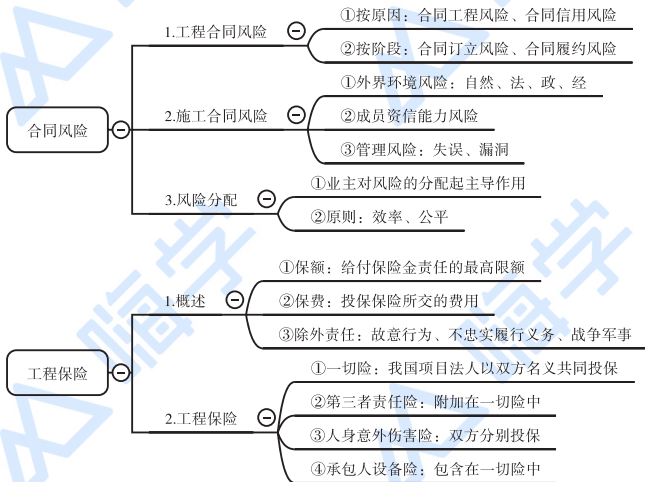 合同风险
1.工程合同风险
①按原因：合同工程风险、合同信用风险
②按阶段：合同订立风险、合同履约风险
2.施工合同风险
①外界环境风险：自然、法、政、经
②成员资信能力风险
③管理风险：失误、漏洞
3.风险分配
①业主对风险的分配起主导作用
②原则：效率、公平
工程保险
1.概述
①保额：给付保险金责任的最高限额
②保费：投保保险所交的费用
③除外责任：故意行为、不忠实履行义务、战争军事
2.工程保险
①一切险：我国项目法人以双方名义共同投保
②第三者责任险：附加在一切险中
③人身意外伤害险：双方分别投保
④承包人设备险：包含在一切险中
嗨学
嗨学